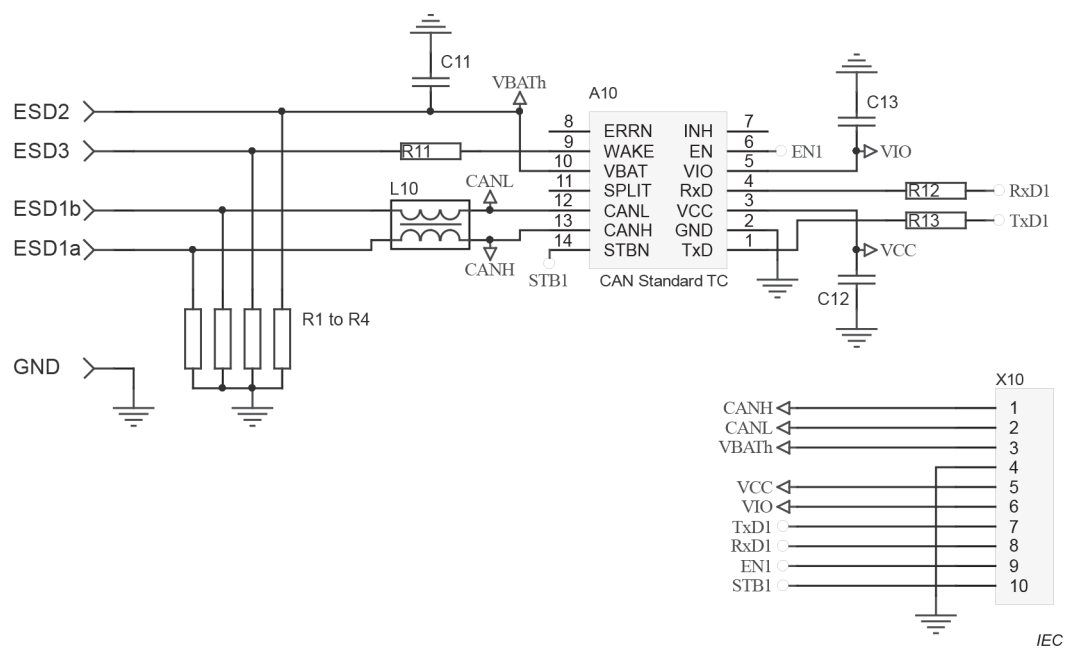 C11
VBATh
A10
C13
ESD2
8 ERRN INH 7
ESD3
R11
9 WAKE EN 6
EN1
VIO
10 VBAT VIO 5
L10
CANL
11 SPLIT RxD 4
R12
RxD1
ESD1b
12 CANL VCC 3
13 CANH GND 2
R13
TxD1
ESD1a
14 STBN TxD 1
VCC
CANH
STB1
CAN Standard TC
C12
R1 to R4
GND
X10
CANH 1
CANL 2
VBATh 3
4
VCC 5
VIO 6
TxD1 7
RxD1 8
EN1 9
STB1 10
IEC